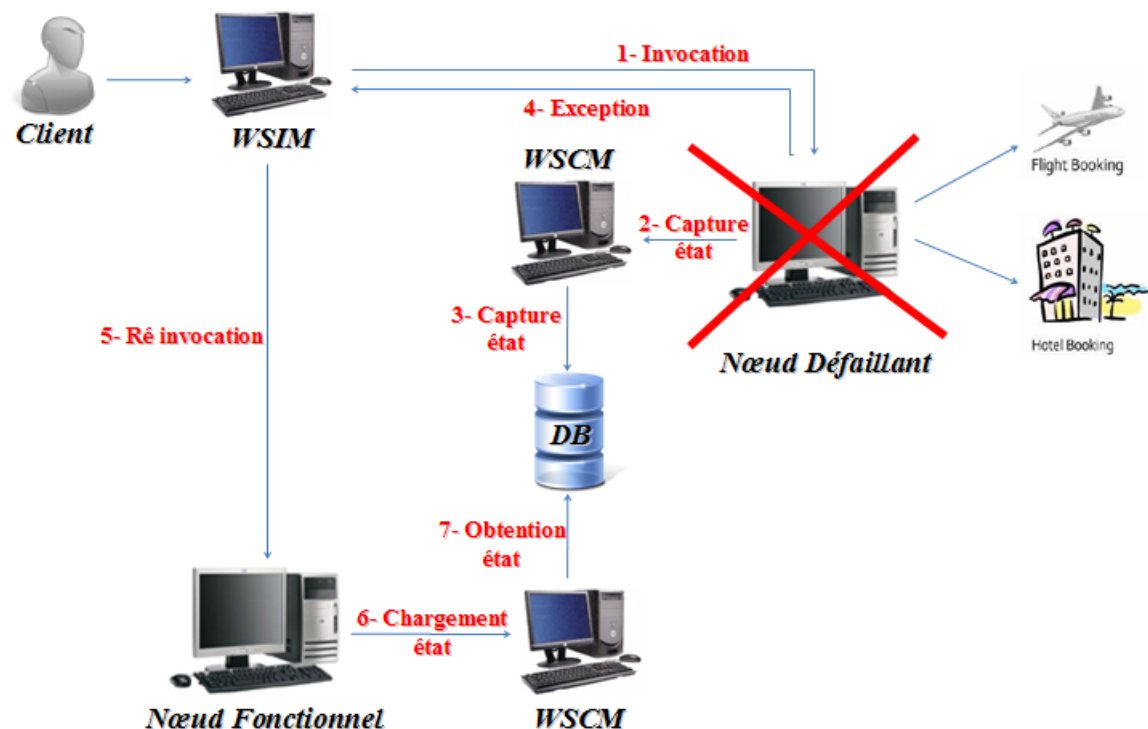 1- Invocation
4- Exception
Client
WSIM
WSCM
Flight Booking
2- Capture
état
5- Ré invocation
3- Capture
état
Hotel Booking
Nœud Défaillant
DB
7- Obtention
état
6- Chargement
état
Nœud Fonctionnel
WSCM